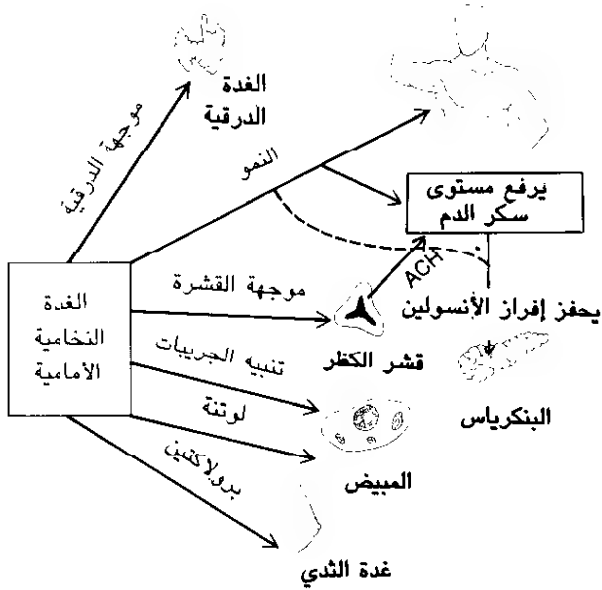 الغدة
الدرقية
موجهة الدرقية
النمو
يرفع مستوى
سكر الدم
ACH
موجهة القشرة
الغدة
النخامية
الأمامية
يحفز إفراز الأنسولين
قشر الكظر
تنبيه الجريبات
البنكرياس
لوتنة
المبيض
برولاكتين
غدة الثدي